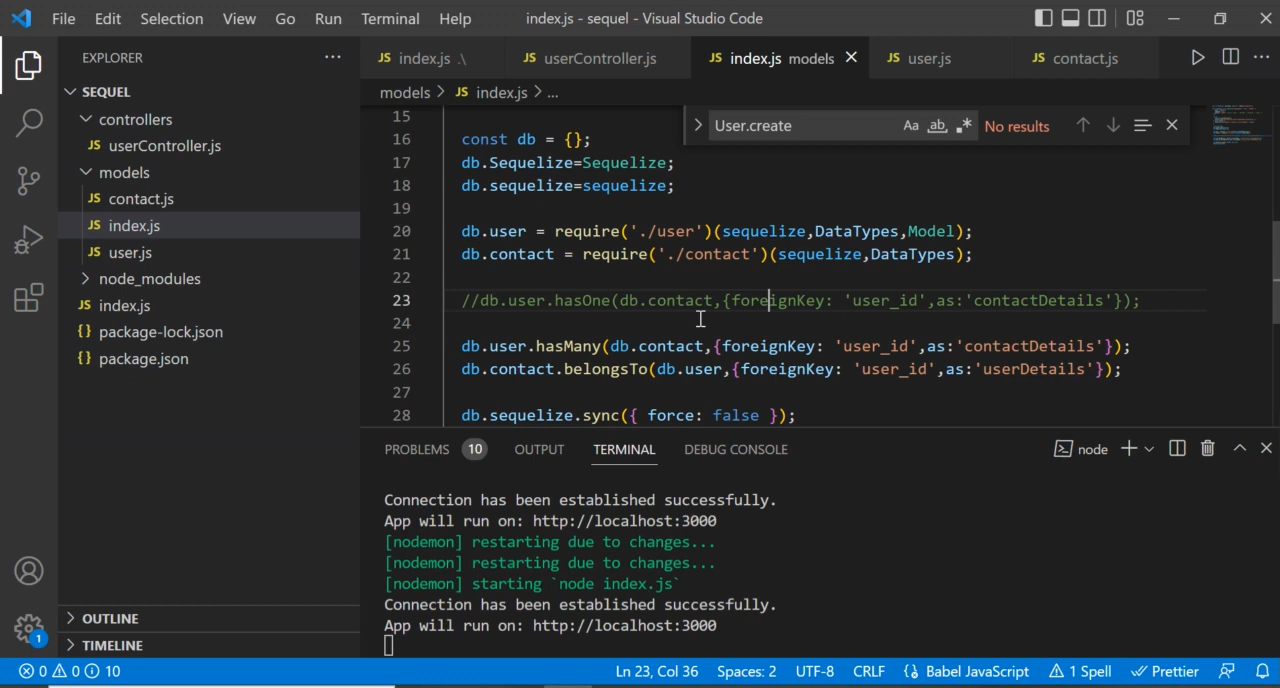 File Edit Selection View Go Run Terminal Help index.js - sequel - Visual Studio Code
EXPLORER
SEQUEL
controllers
JS userController.js
models
JS contact.js
JS index.js
JS user.js
node_modules
JS index.js
{} package-lock.json
{} package.json
OUTLINE
TIMELINE
JS index.js .\ JS userController.js JS index.js models JS user.js JS contact.js
models > JS index.js > ...
User.create Aa ab .* No results
15
16 const db = {};
17 db.Sequelize=Sequelize;
18 db.sequelize=sequelize;
19
20 db.user = require('./user')(sequelize,DataTypes,Model);
21 db.contact = require('./contact')(sequelize,DataTypes);
22
23 //db.user.hasOne(db.contact,{foreignKey: 'user_id',as:'contactDetails'});
24
25 db.user.hasMany(db.contact,{foreignKey: 'user_id',as:'contactDetails'});
26 db.contact.belongsTo(db.user,{foreignKey: 'user_id',as:'userDetails'});
27
28 db.sequelize.sync({ force: false });
PROBLEMS 10 OUTPUT TERMINAL DEBUG CONSOLE node
Connection has been established successfully.
App will run on: http://localhost:3000
[nodemon] restarting due to changes...
[nodemon] restarting due to changes...
[nodemon] starting `node index.js`
Connection has been established successfully.
App will run on: http://localhost:3000
1
0 0 10 Ln 23, Col 36 Spaces: 2 UTF-8 CRLF {} Babel JavaScript 1 Spell Prettier